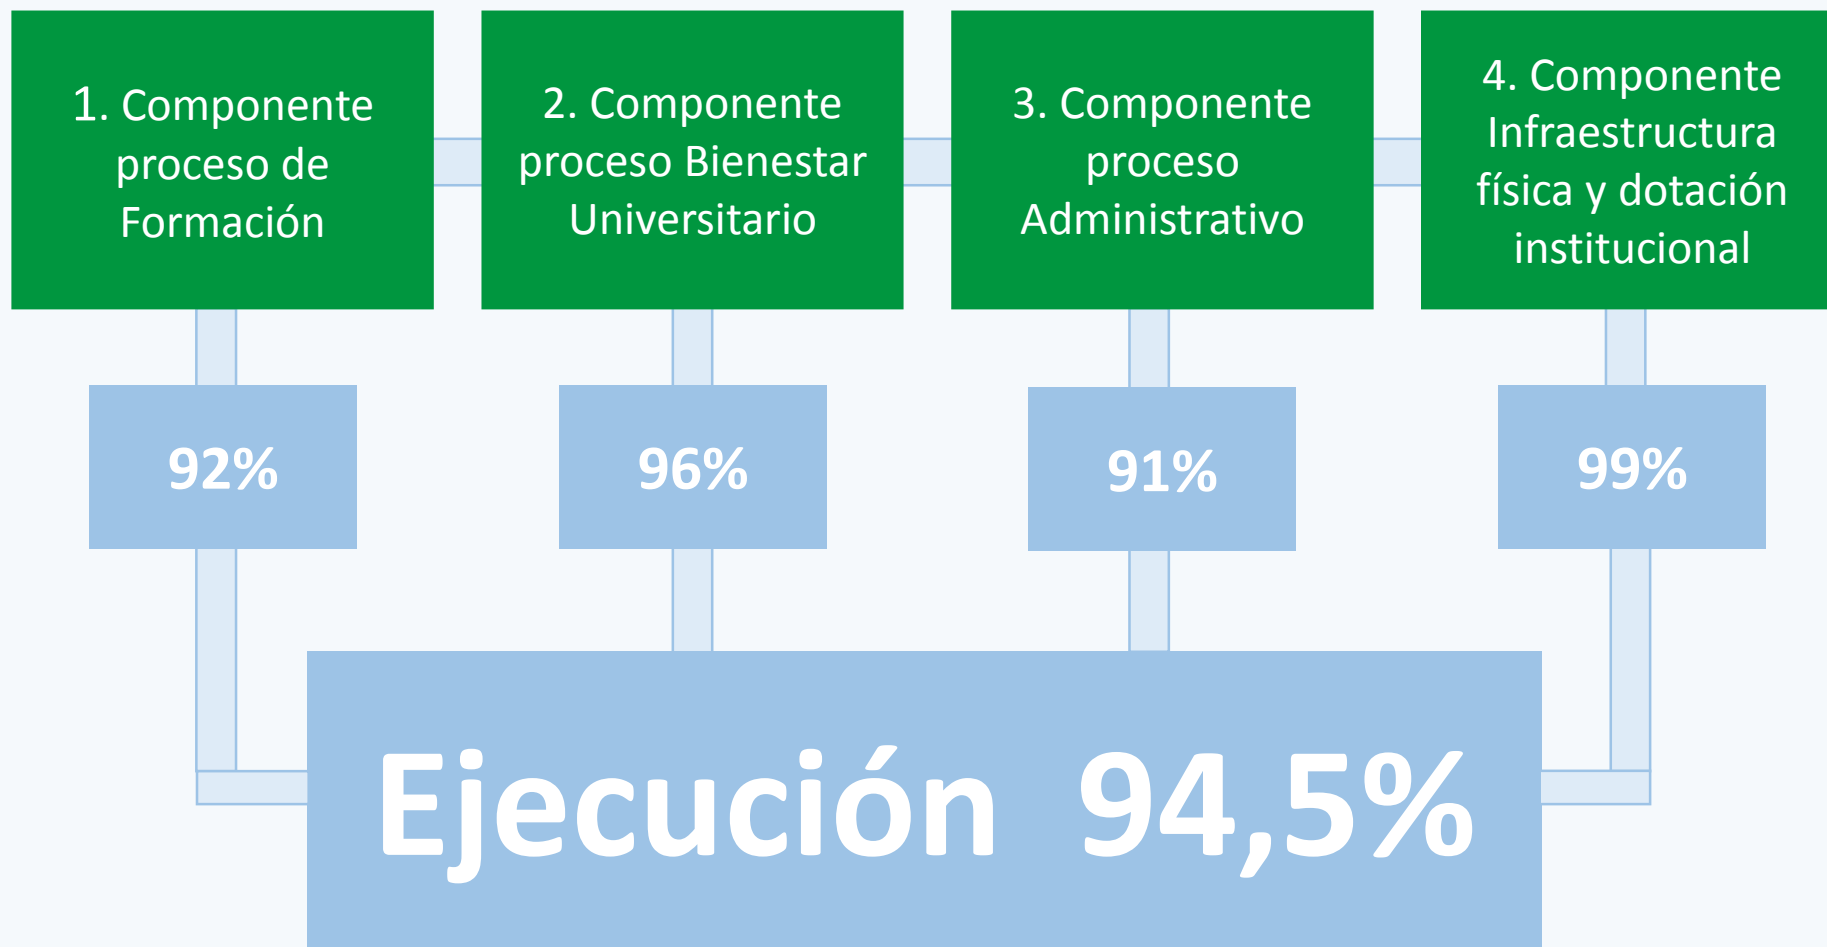 1. Componente
proceso de
Formación
2. Componente
proceso Bienestar
Universitario
3. Componente
proceso
Administrativo
4. Componente
Infraestructura
física y dotación
institucional
92%
96%
91%
99%
Ejecución 94,5%